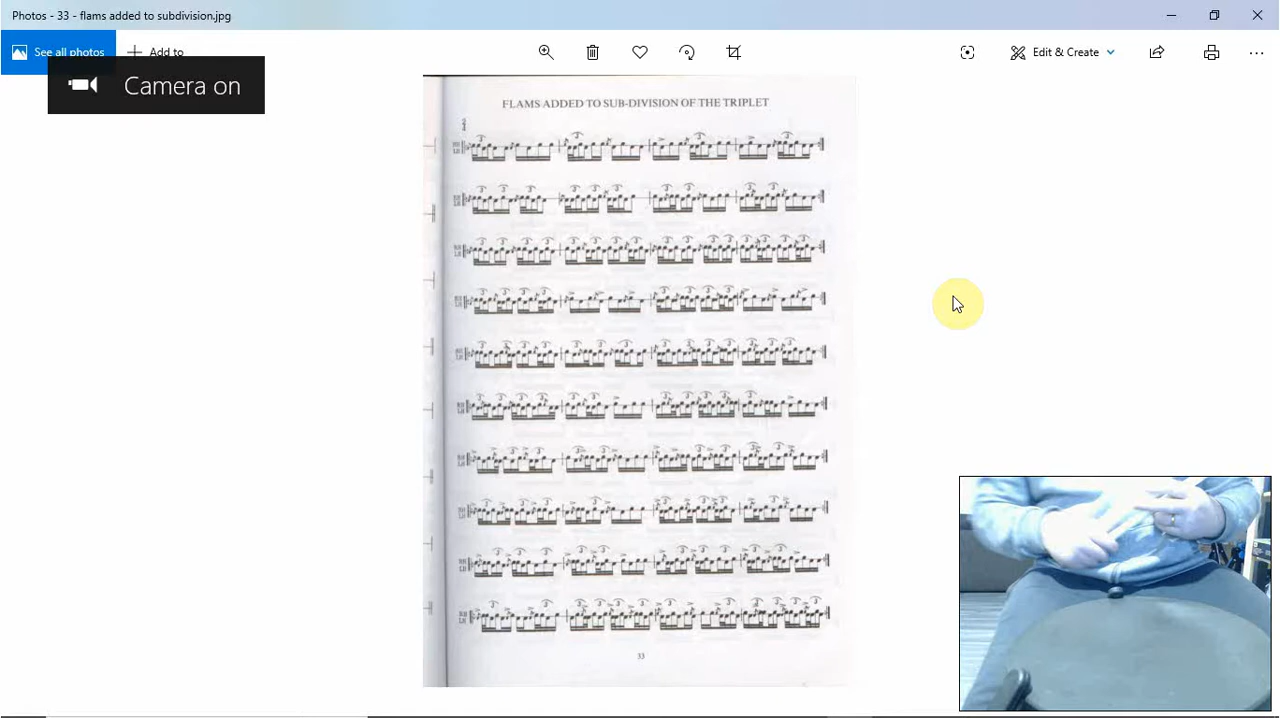 Photos - 33 - flams added to subdivision.jpg
See all photos
Add to
Edit & Create
Camera on
FLAMS ADDED TO SUB-DIVISION OF THE TRIPLET
33